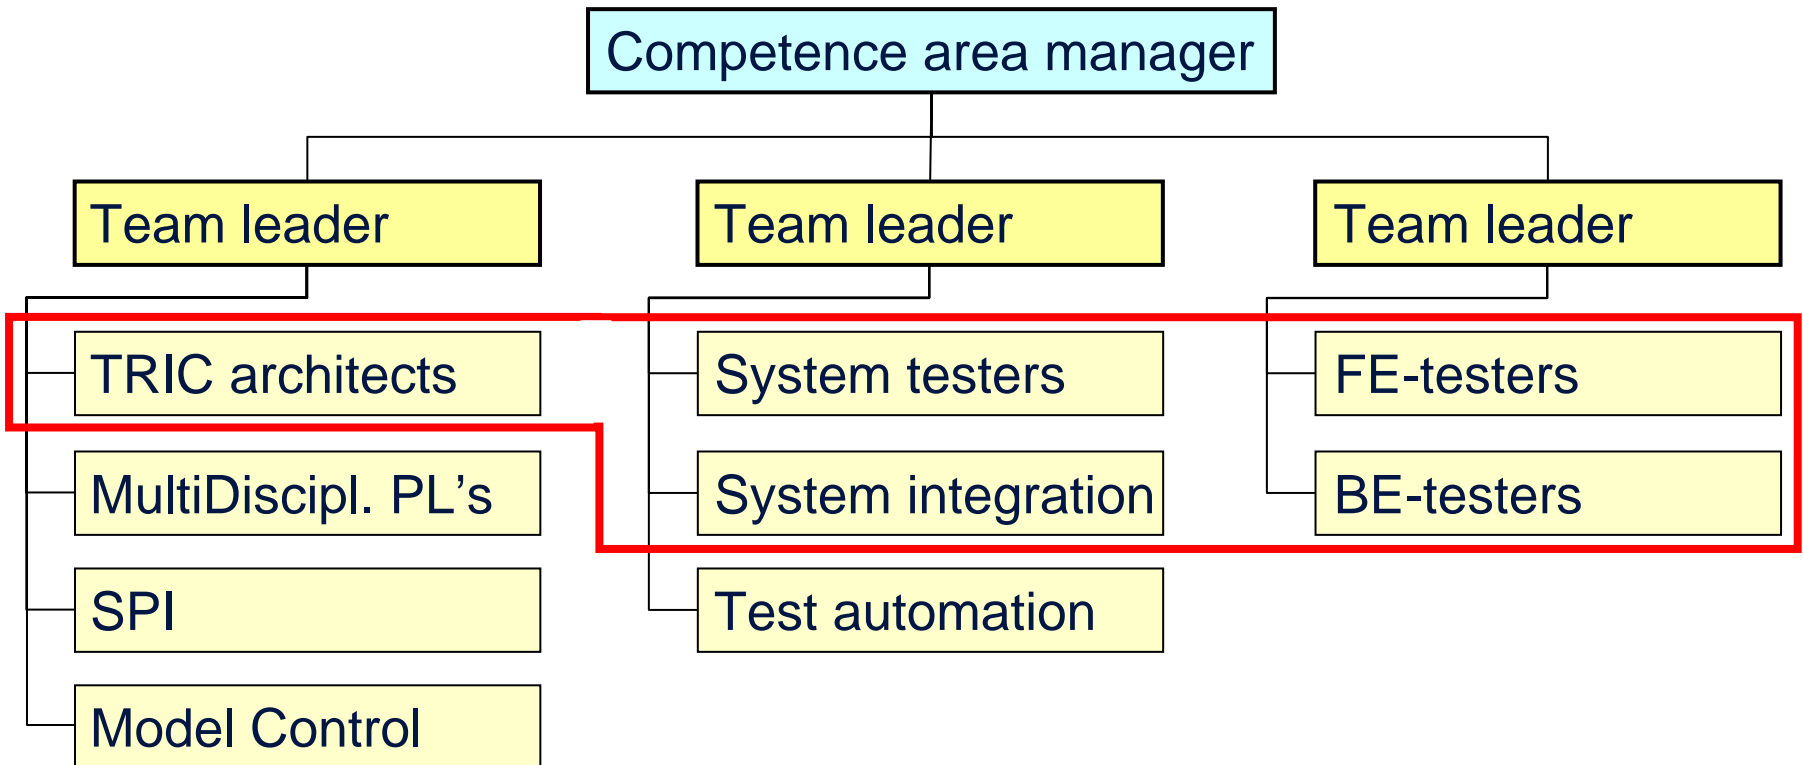 Competence area manager
Team leader
Team leader
Team leader
TRIC architects
System testers
FE-testers
MultiDiscipl. PL's
System integration
BE-testers
SPI
Test automation
Model Control